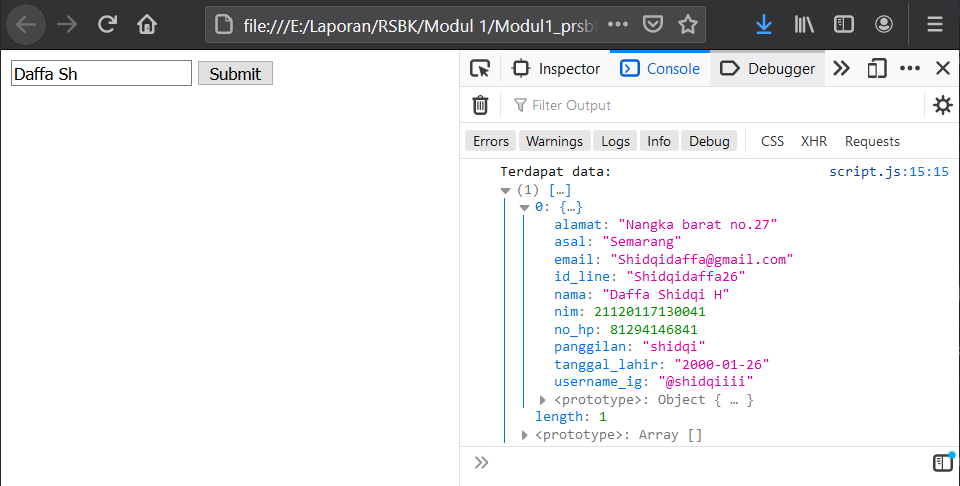 file:///E:/Laporan/RSBK/Modul 1/Modul1_prsb
Daffa Sh Submit
Inspector Console Debugger
Filter Output
Errors Warnings Logs Info Debug CSS XHR Requests
Terdapat data: script.js:15:15
(1) […]
0: {…}
alamat: "Nangka barat no.27"
asal: "Semarang"
email: "Shidqidaffa@gmail.com"
id_line: "Shidqidaffa26"
nama: "Daffa Shidqi H"
nim: 21120117130041
no_hp: 81294146841
panggilan: "shidqi"
tanggal_lahir: "2000-01-26"
username_ig: "@shidqiiii"
<prototype>: Object { … }
length: 1
<prototype>: Array []